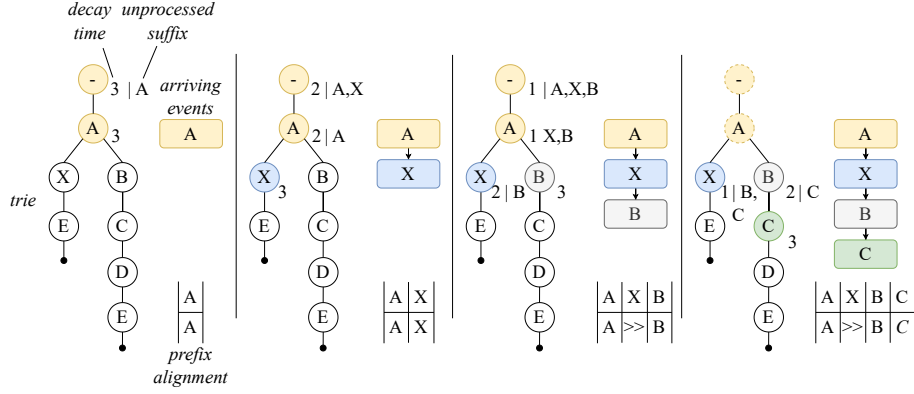 decay unprocessed
time suffix
- 3 | A
arriving
events
A 3 A
X B
trie
E C
D
E
A
A
prefix
alignment
- 2 | A,X
A 2 | A A
X 3 B X
E C
D
E
A X
A X
- 1 | A,X,B
A 1 X,B A
X 2 | B B 3 X
E C B
D
E
A X B
A >> B
-
A A
X 1 | B, C B 2 | C X
E C 3 B
D C
E
A X B C
A >> B C